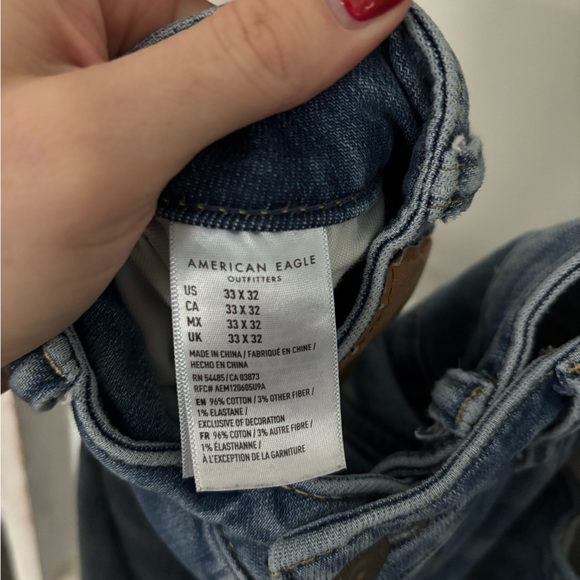 AMERICAN EAGLE
OUTFITTERS
US 33 X 32
CA 33 X 32
MX 33 X 32
UK 33 X 32
MADE IN CHINA / FABRIQUÉ EN CHINE /
HECHO EN CHINA
RN 54485 / CA 03873
RFC# AEM120605U9A
EN 96% COTTON / 3% OTHER FIBER /
1% ELASTANE /
EXCLUSIVE OF DECORATION
FR 96% COTON / 3% AUTRE FIBRE /
1% ÉLASTHANNE /
À L'EXCEPTION DE LA GARNITURE